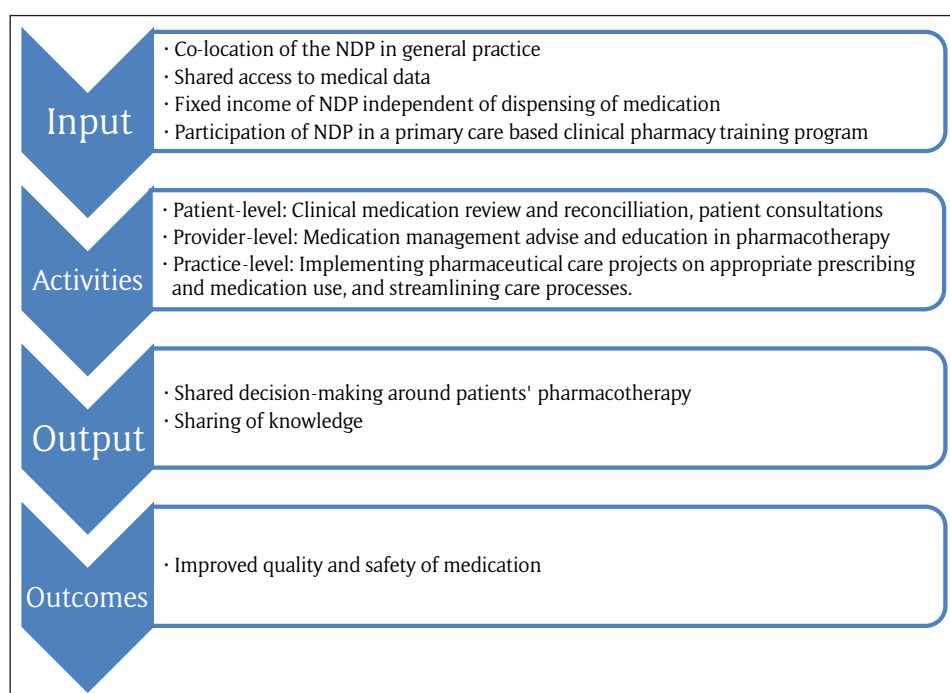 Input
· Co-location of the NDP in general practice
· Shared access to medical data
· Fixed income of NDP independent of dispensing of medication
· Participation of NDP in a primary care based clinical pharmacy training program
Activities
· Patient-level: Clinical medication review and reconcilliation, patient consultations
· Provider-level: Medication management advise and education in pharmacotherapy
· Practice-level: Implementing pharmaceutical care projects on appropriate prescribing
and medication use, and streamlining care processes.
Output
· Shared decision-making around patients' pharmacotherapy
· Sharing of knowledge
Outcomes
· Improved quality and safety of medication